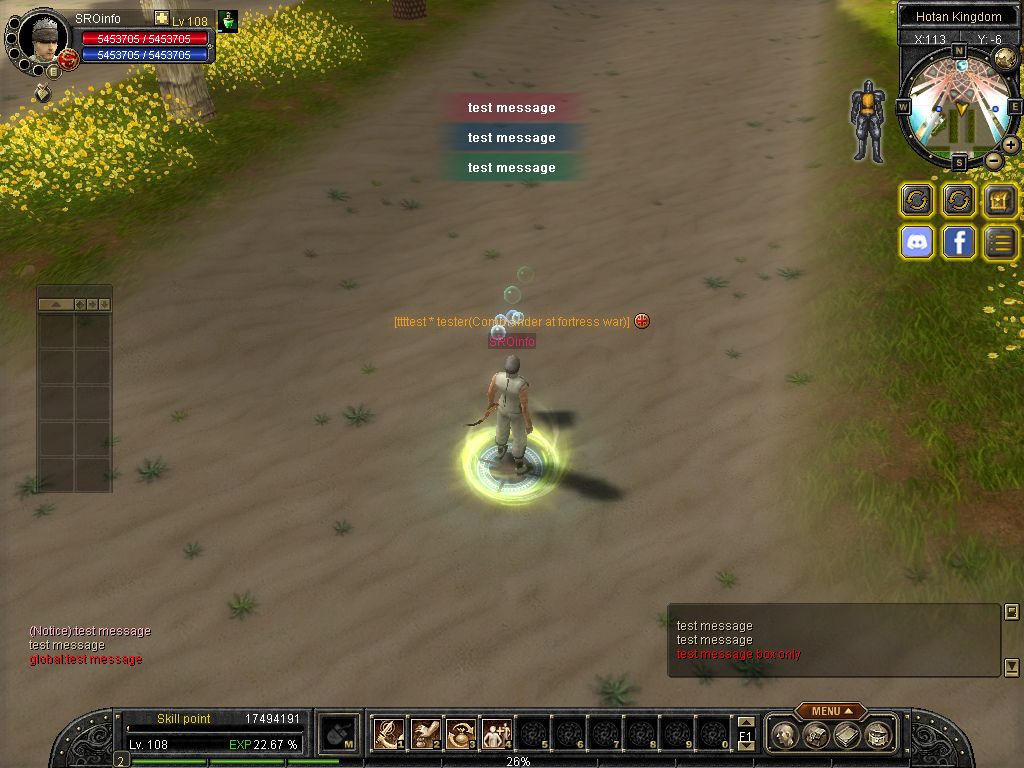 SROinfo
Lv 108
5453705 / 5453705
5453705 / 5453705
Hotan Kingdom
X:113 Y: -6
N
W
E
S
test message
test message
test message
[ttttest * tester(Commander at fortress war)]
SROinfo
(Notice):test message
test message
global:test message
test message
test message
test message box only
Skill point 17494191
Lv. 108 EXP 22.67 %
M
1 2 3 4 5 6 7 8 9 0
F1
MENU
2
26%